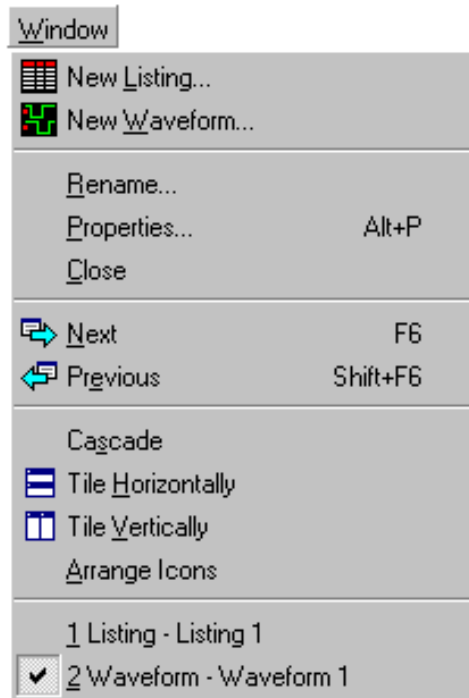 Window
New Listing...
New Waveform...
Rename...
Properties... Alt+P
Close
Next F6
Previous Shift+F6
Cascade
Tile Horizontally
Tile Vertically
Arrange Icons
1 Listing - Listing 1
2 Waveform - Waveform 1